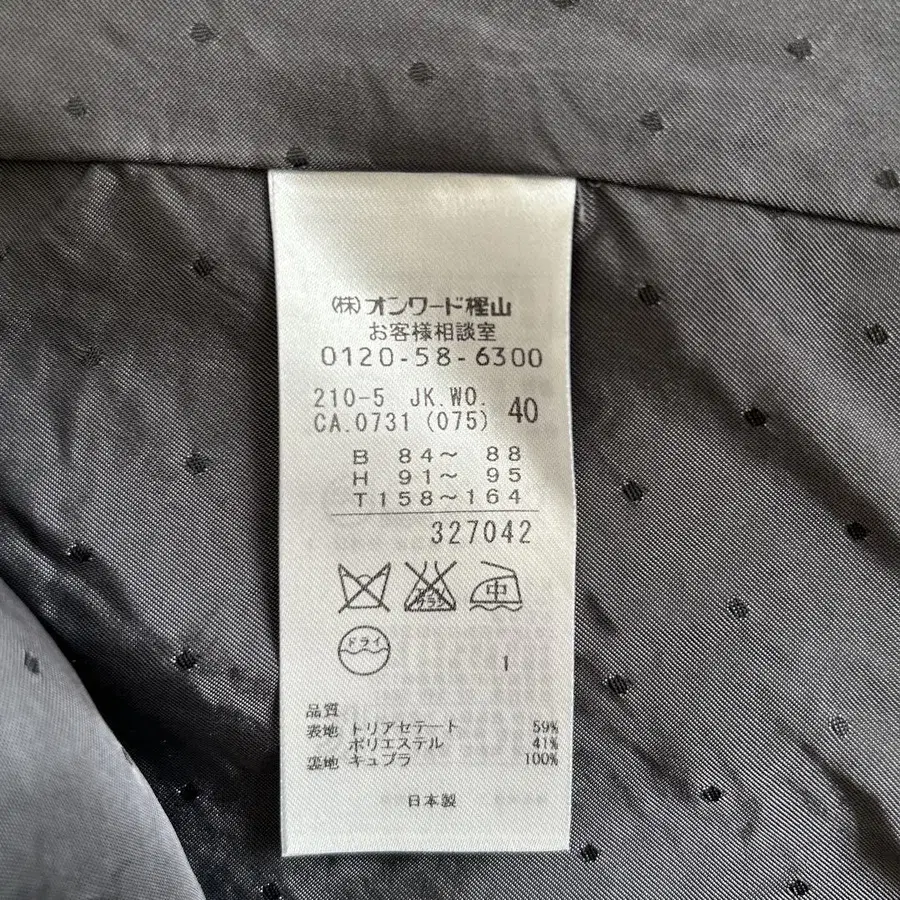 (株)オンワード樫山
お客様相談室
0120-58-6300
210-5 JK.WO.
CA.0731 (075) 40
B 84～ 88
H 91～ 95
T158～164
327042
中
ドライ
1
品質
表地 トリアセテート 59%
ポリエステル 41%
裏地 キュプラ 100%
日本製